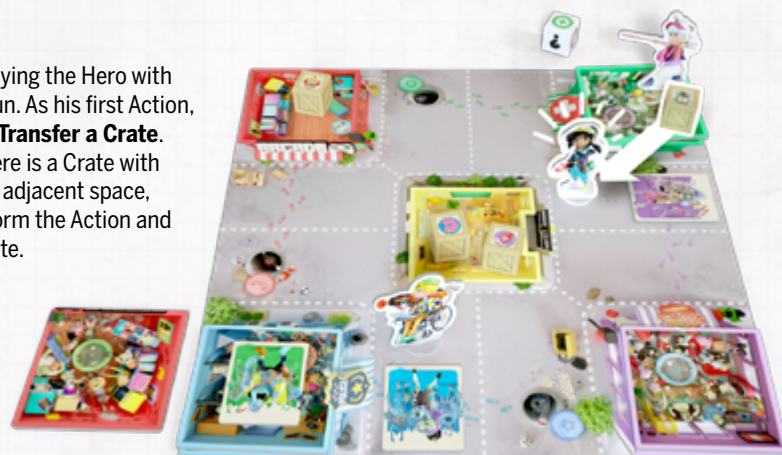 ying the Hero with
un. As his first Action,
Transfer a Crate.
ere is a Crate with
adjacent space,
orm the Action and
te.